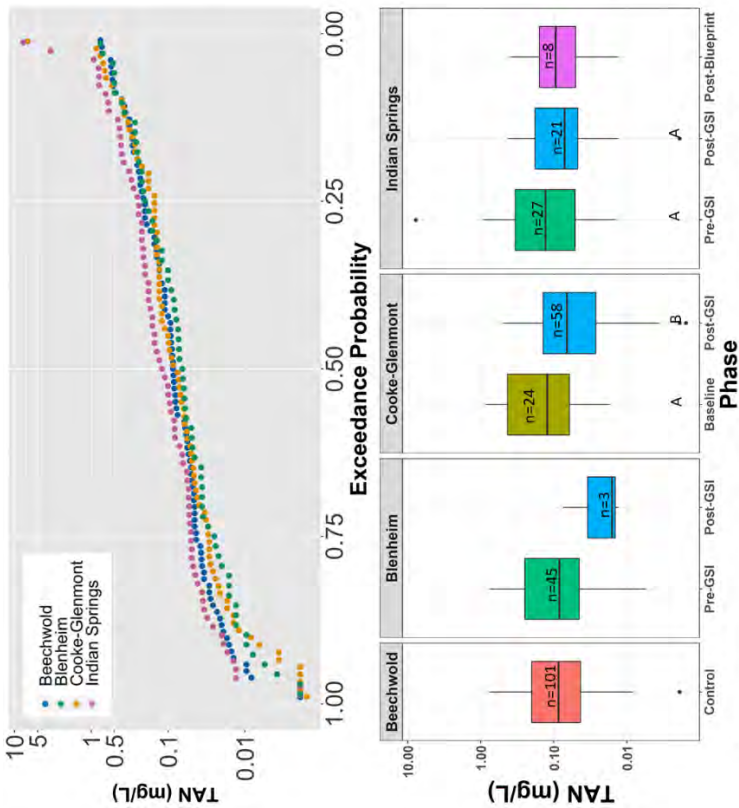 TAN (mg/L)
10
5
1
0.5
0.1
0.01
Beechwold
Blenheim
Cooke-Glenmont
Indian Springs
1.00
0.75
0.50
0.25
0.00
Exceedance Probability
TAN (mg/L)
10.00
1.00
0.10
0.01
Beechwold
n=101
Control
Blenheim
n=45
n=3
Pre-GSI
Post-GSI
Cooke-Glenmont
n=24
n=58
A
B
Baseline
Post-GSI
Indian Springs
n=27
n=21
n=8
A
A
Pre-GSI
Post-GSI
Post-Blueprint
Phase